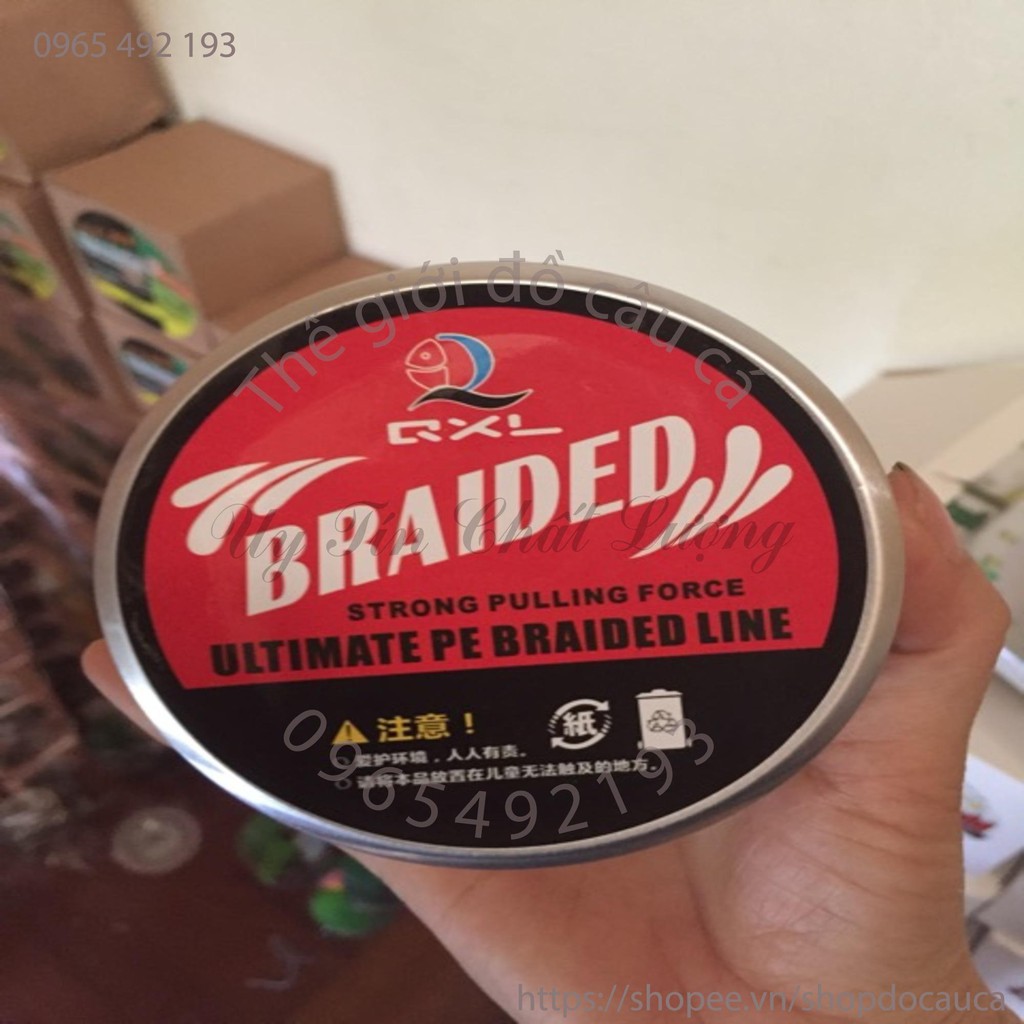 0965 492 193
Thế giới đồ câu cá
QXL
BRAIDED
Uy Tín Chất Lượng
STRONG PULLING FORCE
ULTIMATE PE BRAIDED LINE
注意！
紙
爱护环境，人人有责。
请将本品放置在儿童无法触及的地方。
0965492193
https://shopee.vn/shopdocauca